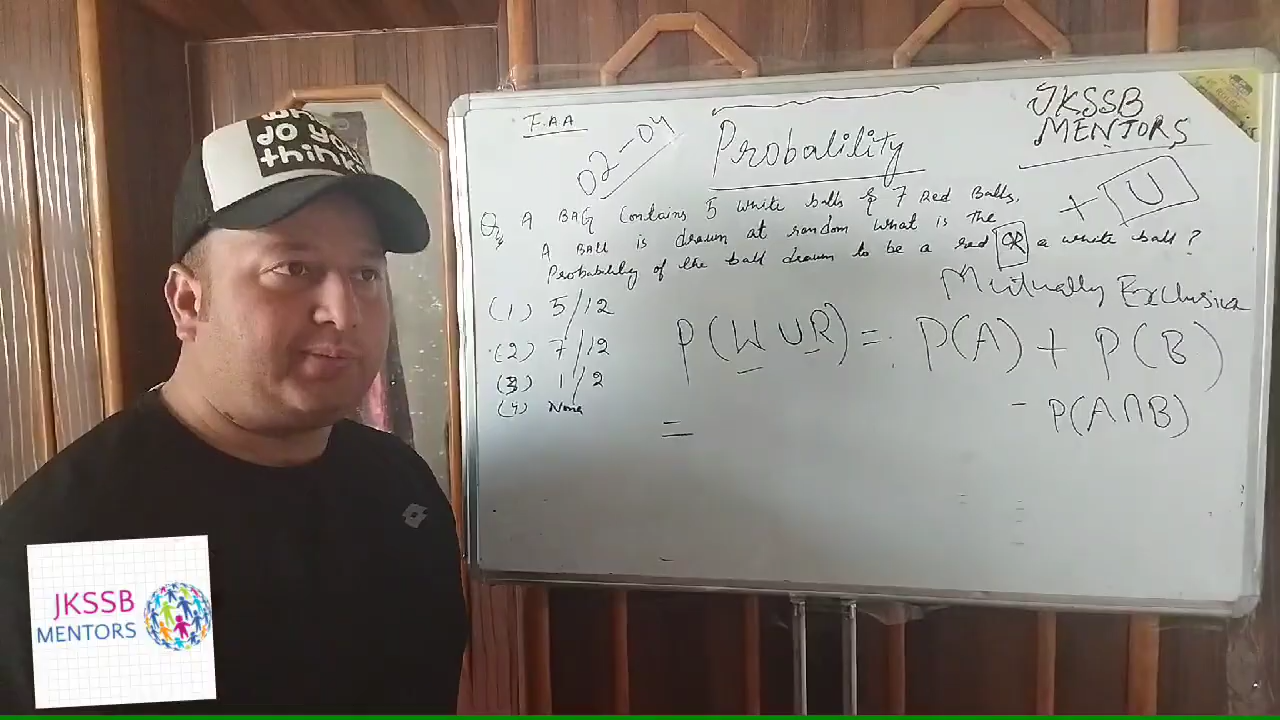 What
do you
think
F.AA
02-04
Probability
JKSSB
MENTORS
+ U
Q, A BAG Contains 5 white balls & 7 Red Balls.
A BALL is drawn at random what is the
Probability of the ball drawn to be a red OR a white ball?
Mutually Exclusive
(1) 5/12
(2) 7/12
(3) 1/2
(4) None
P(W U R) = P(A) + P(B)
- P(A∩B)
=
JKSSB
MENTORS